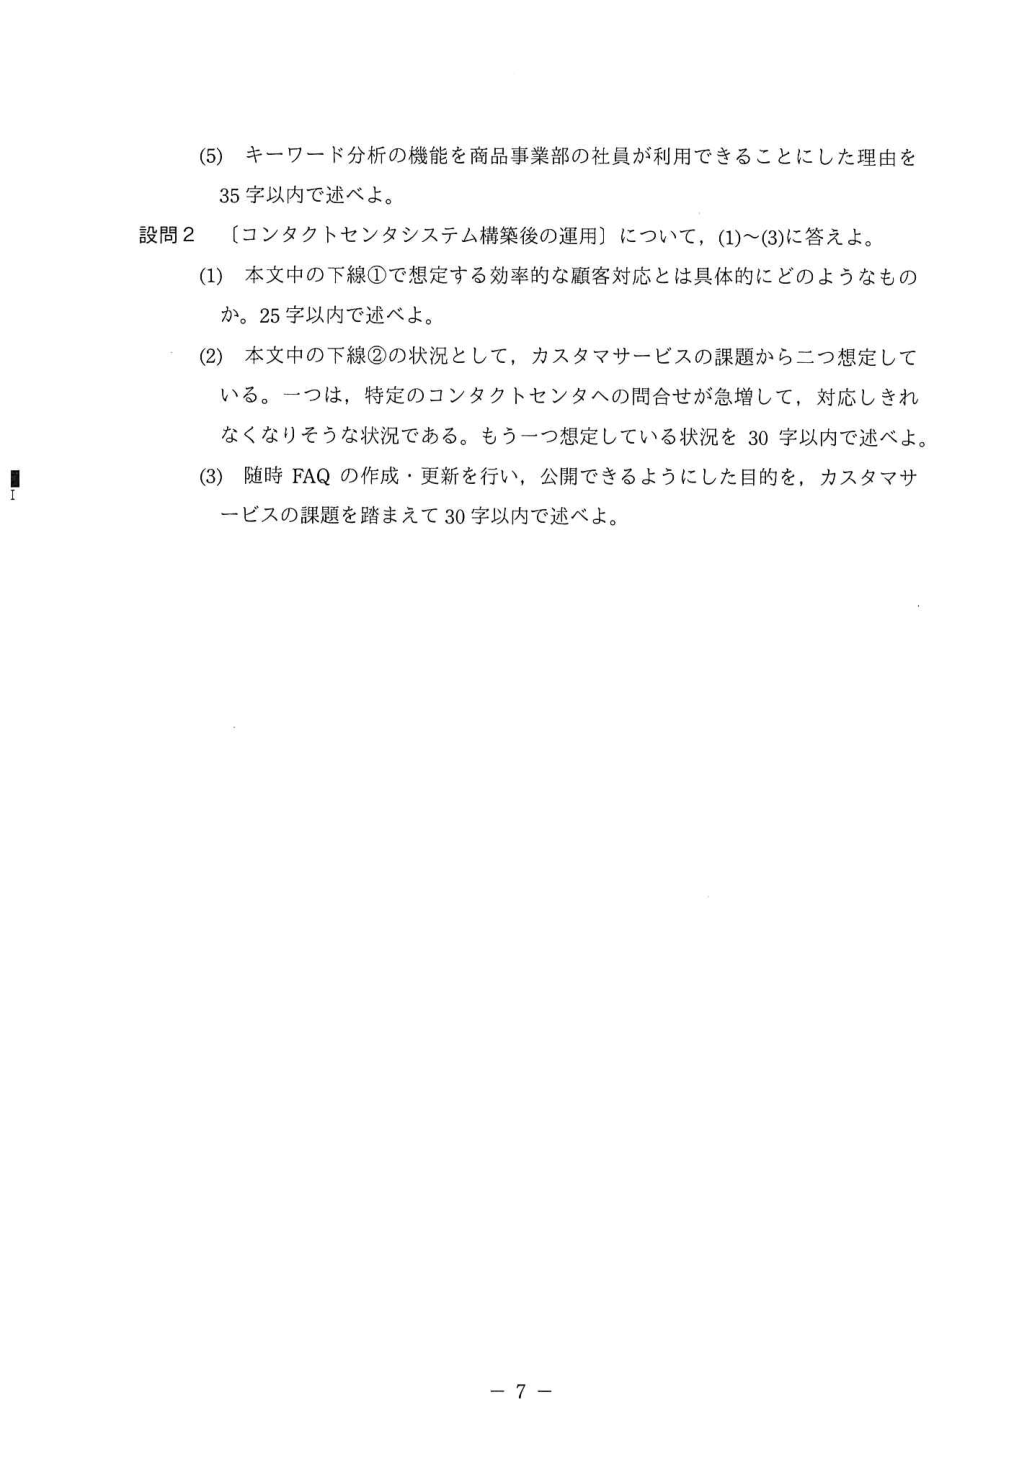 (5) キーワード分析の機能を商品事業部の社員が利用できることにした理由を
35 字以内で述べよ。
設問2 〔コンタクトセンタシステム構築後の運用〕について，(1)～(3)に答えよ。
(1) 本文中の下線①で想定する効率的な顧客対応とは具体的にどのようなもの
か。25 字以内で述べよ。
(2) 本文中の下線②の状況として，カスタマサービスの課題から二つ想定して
いる。一つは，特定のコンタクトセンタへの問合せが急増して，対応しきれ
なくなりそうな状況である。もう一つ想定している状況を 30 字以内で述べよ。
(3) 随時 FAQ の作成・更新を行い，公開できるようにした目的を，カスタマサ
ービスの課題を踏まえて 30 字以内で述べよ。
I
－ 7 －